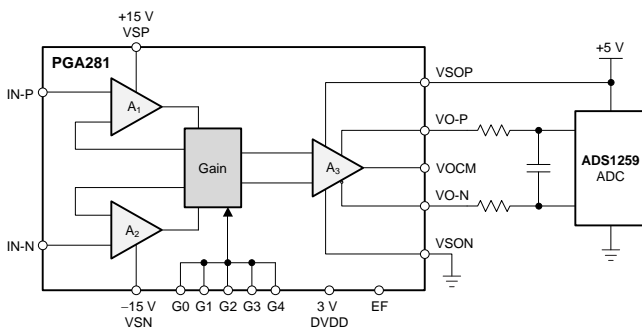 +15 V
VSP
+5 V
PGA281
VSOP
IN-P
A1
VO-P
ADS1259
ADC
Gain
A3
VOCM
VO-N
A2
IN-N
VSON
−15 V
VSN
G0 G1 G2 G3 G4
3 V
DVDD
EF